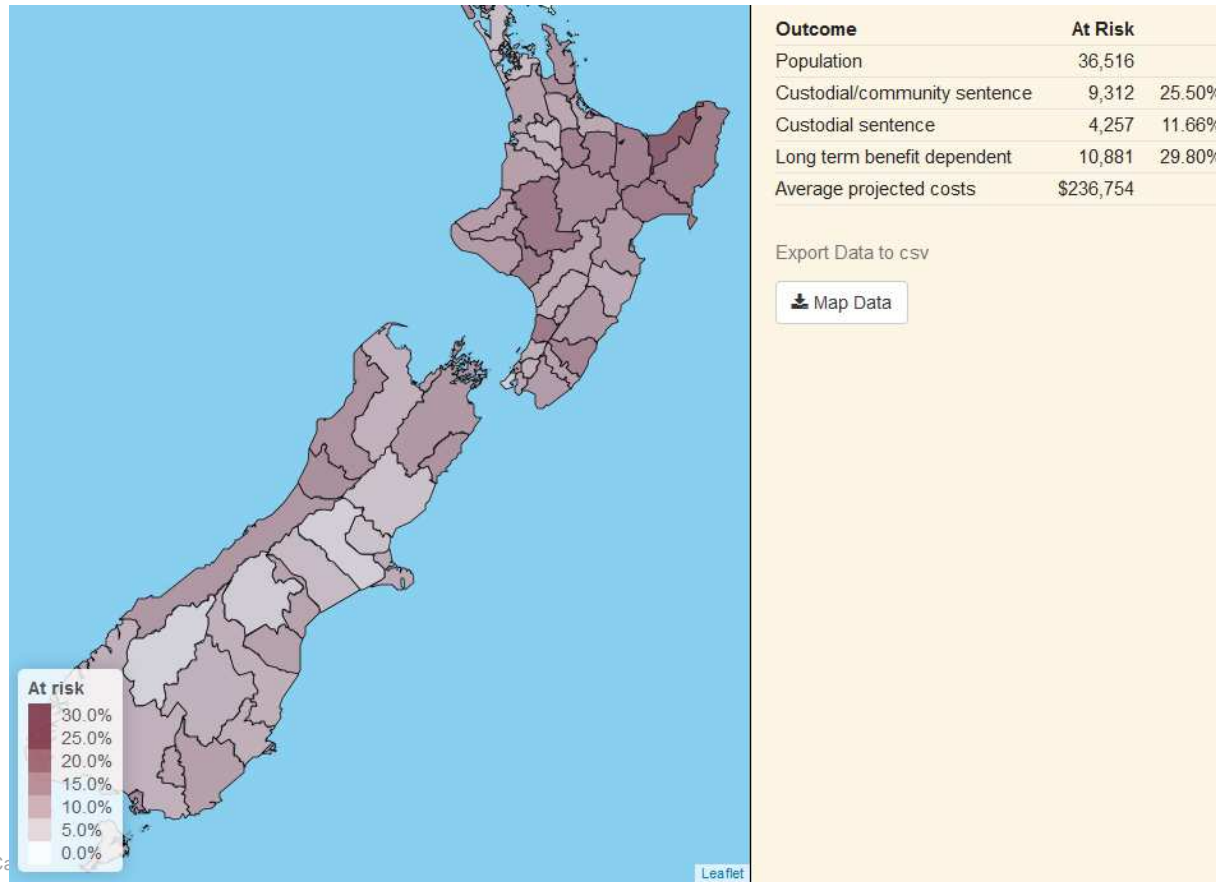 Outcome At Risk
Population 36,516
Custodial/community sentence 9,312 25.50%
Custodial sentence 4,257 11.66%
Long term benefit dependent 10,881 29.80%
Average projected costs $236,754
Export Data to csv
Map Data
At risk
30.0%
25.0%
20.0%
15.0%
10.0%
5.0%
0.0%
Leaflet